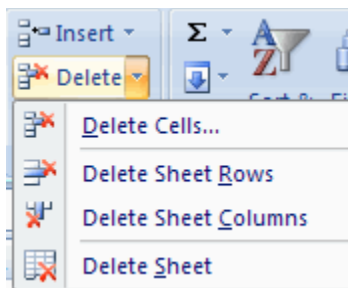 Insert
Σ
A
Z
Delete
Delete Cells...
Delete Sheet Rows
Delete Sheet Columns
Delete Sheet